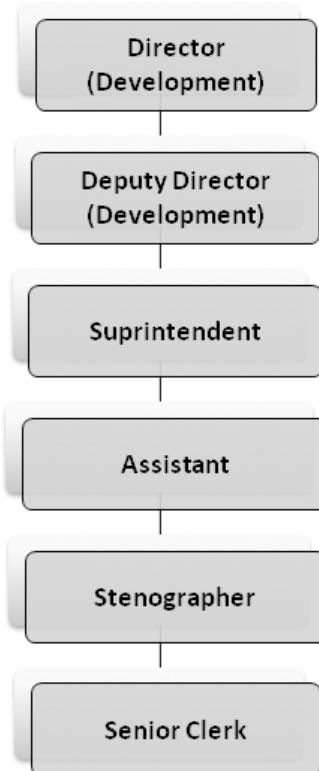 Director
(Development)
Deputy Director
(Development)
Suprintendent
Assistant
Stenographer
Senior Clerk